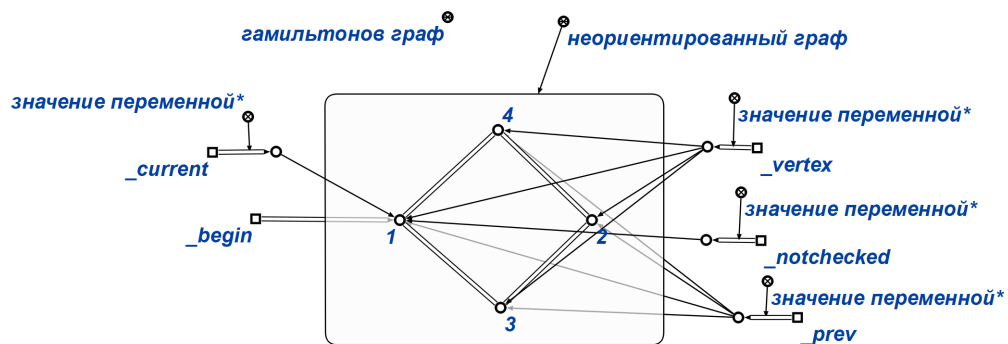 гамильтонов граф
неориентированный граф
значение переменной*
_current
_begin
4
1
2
3
значение переменной*
_vertex
значение переменной*
_notchecked
значение переменной*
_prev